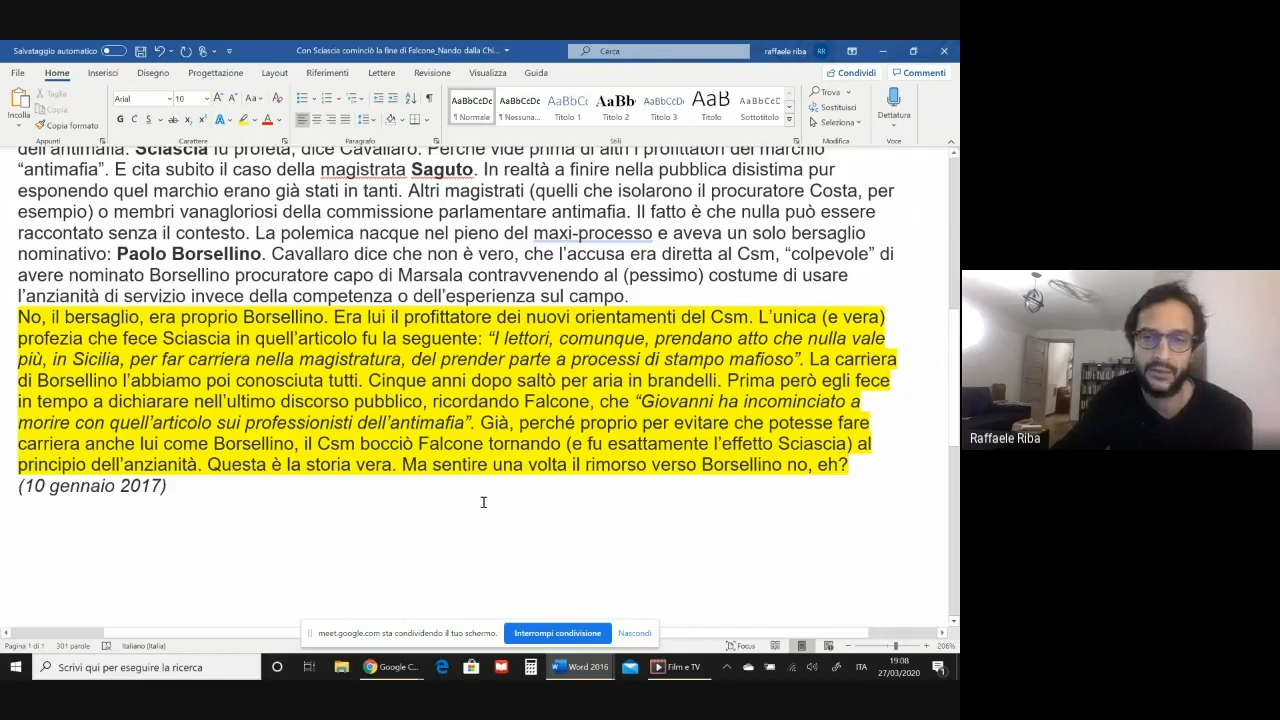 Salvataggio automatico
Con Sciascia cominciò la fine di Falcone_Nando dalla Chi...
Cerca
raffaele riba
RR
File
Home
Inserisci
Disegno
Progettazione
Layout
Riferimenti
Lettere
Revisione
Visualizza
Guida
Condividi
Commenti
Incolla
Taglia
Copia
Copia formato
Appunti
Arial
10
Carattere
Paragrafo
AaBbCcDc
¶ Normale
AaBbCcDc
¶ Nessuna...
AaBbCc
Titolo 1
AaBb
Titolo 2
AaBbCcD
Titolo 3
AaB
Titolo
AaBbCcD
Sottotitolo
Stili
Trova
Sostituisci
Seleziona
Modifica
Dettatura
Voce
dell’antimafia. Sciascia fu profeta, dice Cavallaro. Perché vide prima di altri i profittatori del marchio
“antimafia”. E cita subito il caso della magistrata Saguto. In realtà a finire nella pubblica disistima pur
esponendo quel marchio erano già stati in tanti. Altri magistrati (quelli che isolarono il procuratore Costa, per
esempio) o membri vanagloriosi della commissione parlamentare antimafia. Il fatto è che nulla può essere
raccontato senza il contesto. La polemica nacque nel pieno del maxi-processo e aveva un solo bersaglio
nominativo: Paolo Borsellino. Cavallaro dice che non è vero, che l’accusa era diretta al Csm, “colpevole” di
avere nominato Borsellino procuratore capo di Marsala contravvenendo al (pessimo) costume di usare
l’anzianità di servizio invece della competenza o dell’esperienza sul campo.
No, il bersaglio, era proprio Borsellino. Era lui il profittatore dei nuovi orientamenti del Csm. L’unica (e vera)
profezia che fece Sciascia in quell’articolo fu la seguente: “I lettori, comunque, prendano atto che nulla vale
più, in Sicilia, per far carriera nella magistratura, del prender parte a processi di stampo mafioso”. La carriera
di Borsellino l’abbiamo poi conosciuta tutti. Cinque anni dopo saltò per aria in brandelli. Prima però egli fece
in tempo a dichiarare nell’ultimo discorso pubblico, ricordando Falcone, che “Giovanni ha incominciato a
morire con quell’articolo sui professionisti dell’antimafia”. Già, perché proprio per evitare che potesse fare
carriera anche lui come Borsellino, il Csm bocciò Falcone tornando (e fu esattamente l’effetto Sciascia) al
principio dell’anzianità. Questa è la storia vera. Ma sentire una volta il rimorso verso Borsellino no, eh?
(10 gennaio 2017)
Raffaele Riba
meet.google.com sta condividendo il tuo schermo.
Interrompi condivisione
Nascondi
Pagina 1 di 1
301 parole
Italiano (Italia)
Focus
206%
Scrivi qui per eseguire la ricerca
Google C...
Word 2016
Film e TV
ITA
19:08
27/03/2020